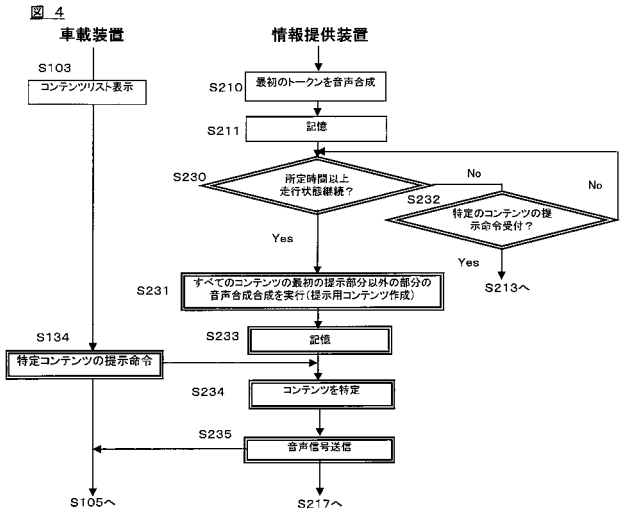 図 4
車載装置
情報提供装置
S103
コンテンツリスト表示
S210
最初のトークンを音声合成
S211
記憶
S230
所定時間以上
走行状態継続?
No
No
S232
特定のコンテンツの提
示命令受付?
Yes
Yes
S213へ
S231
すべてのコンテンツの最初の提示部分以外の部分の
音声合成合成を実行(提示用コンテンツ作成)
S134
S233
記憶
特定コンテンツの提示命令
S234
コンテンツを特定
S235
音声信号送信
S105へ
S217へ